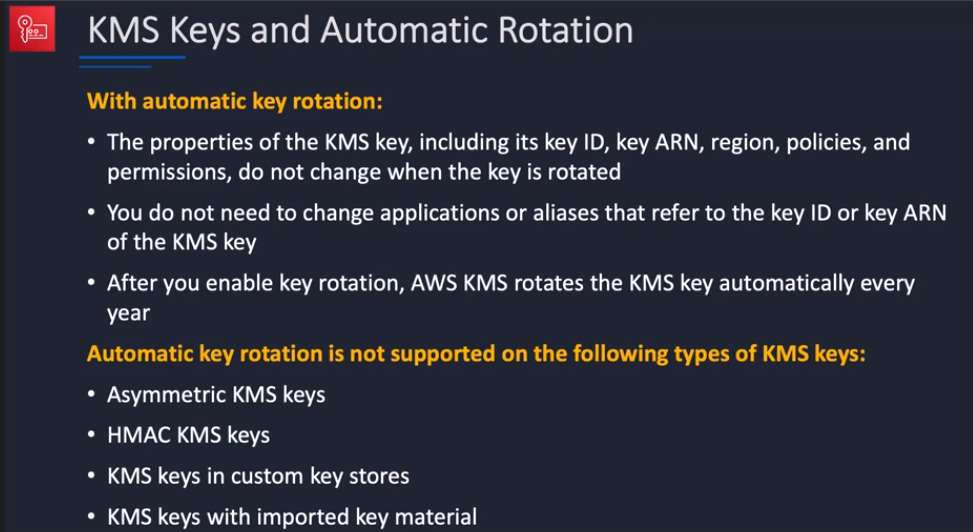 KMS Keys and Automatic Rotation
With automatic key rotation:
• The properties of the KMS key, including its key ID, key ARN, region, policies, and
permissions, do not change when the key is rotated
• You do not need to change applications or aliases that refer to the key ID or key ARN
of the KMS key
• After you enable key rotation, AWS KMS rotates the KMS key automatically every
year
Automatic key rotation is not supported on the following types of KMS keys:
• Asymmetric KMS keys
• HMAC KMS keys
• KMS keys in custom key stores
• KMS keys with imported key material